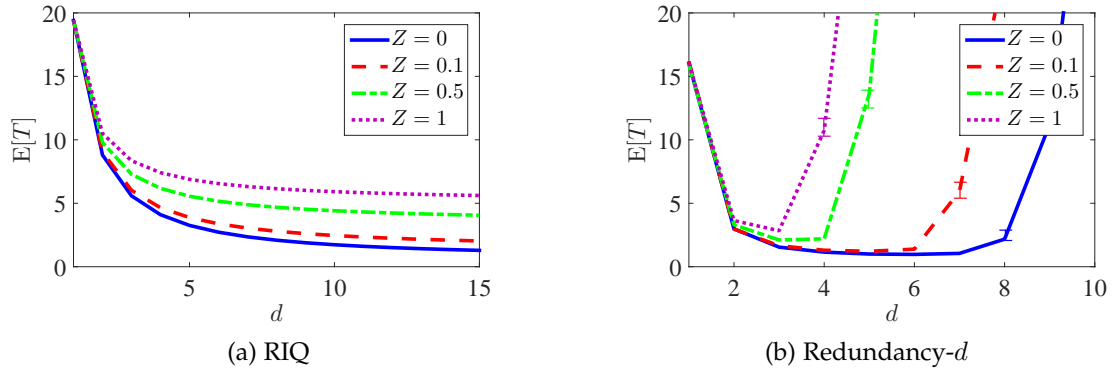 20
15
10
5
0
E[T]
5
10
15
d
Z = 0
Z = 0.1
Z = 0.5
Z = 1
(a) RIQ
20
15
10
5
0
E[T]
2
4
6
8
10
d
Z = 0
Z = 0.1
Z = 0.5
Z = 1
(b) Redundancy-d